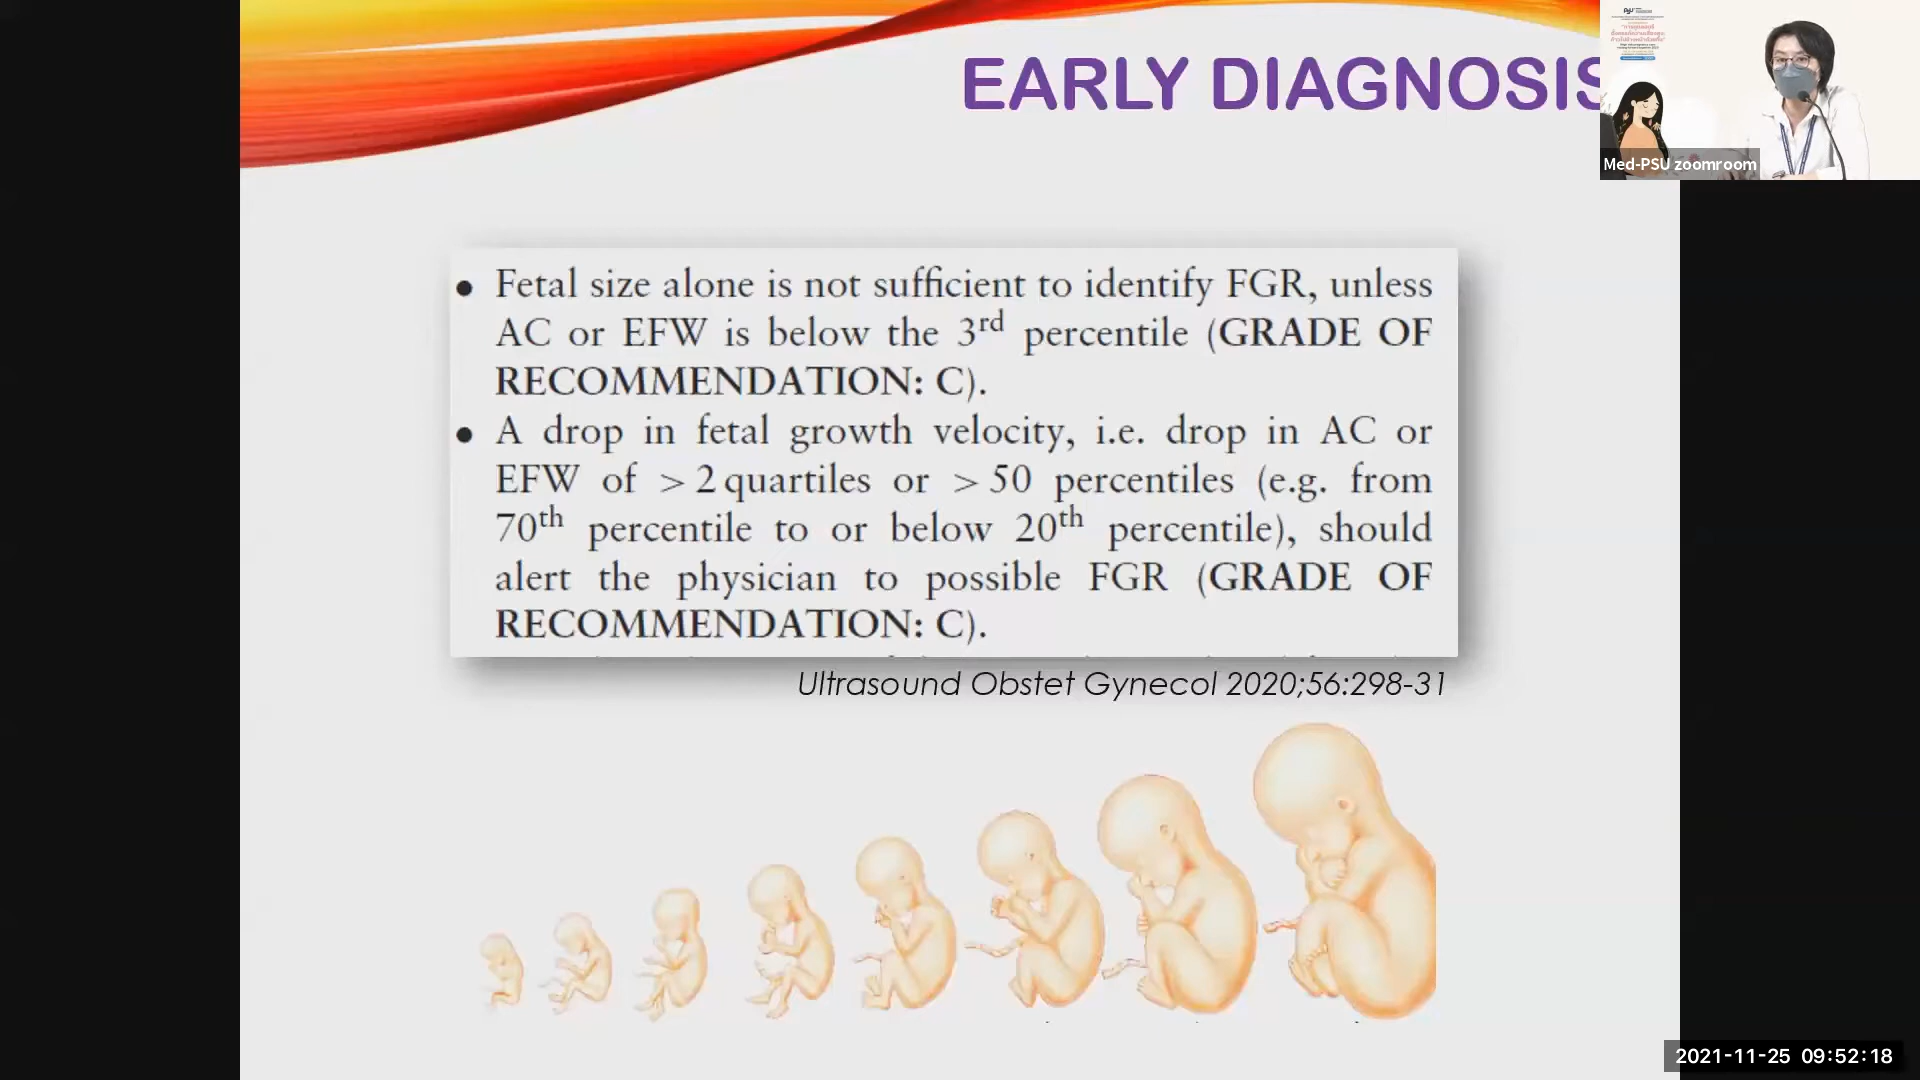 EARLY DIAGNOSIS
Med-PSU zoomroom
• Fetal size alone is not sufficient to identify FGR, unless
AC or EFW is below the 3rd percentile (GRADE OF
RECOMMENDATION: C).
• A drop in fetal growth velocity, i.e. drop in AC or
EFW of > 2 quartiles or > 50 percentiles (e.g. from
70th percentile to or below 20th percentile), should
alert the physician to possible FGR (GRADE OF
RECOMMENDATION: C).
Ultrasound Obstet Gynecol 2020;56:298-31
2021-11-25 09:52:18